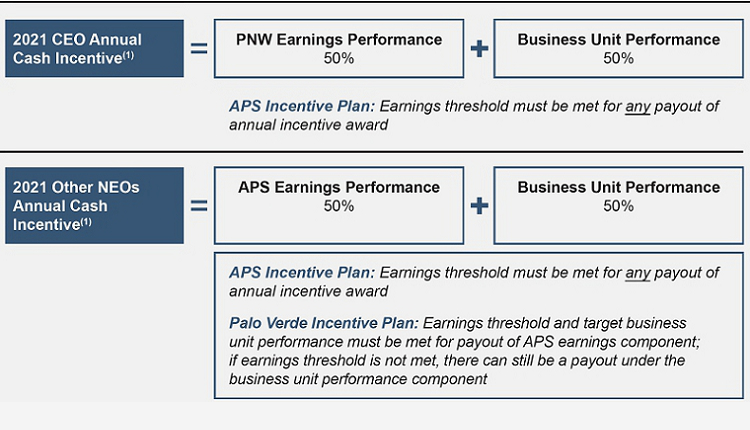 2021 CEO Annual
Cash Incentive(1)
=
PNW Earnings Performance
50%
+
Business Unit Performance
50%
APS Incentive Plan: Earnings threshold must be met for any payout of
annual incentive award
2021 Other NEOs
Annual Cash
Incentive(1)
=
APS Earnings Performance
50%
+
Business Unit Performance
50%
APS Incentive Plan: Earnings threshold must be met for any payout of
annual incentive award
Palo Verde Incentive Plan: Earnings threshold and target business
unit performance must be met for payout of APS earnings component;
if earnings threshold is not met, there can still be a payout under the
business unit performance component